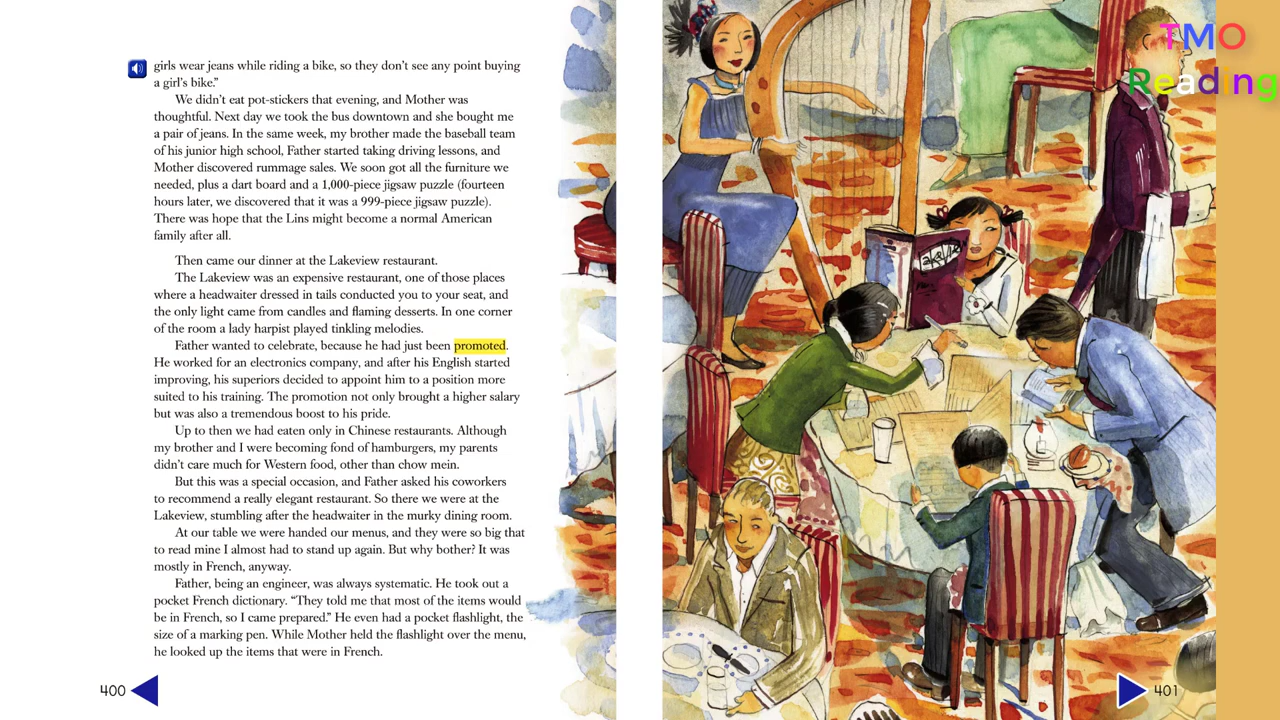 girls wear jeans while riding a bike, so they don't see any point buying
a girl's bike."
We didn't eat pot-stickers that evening, and Mother was
thoughtful. Next day we took the bus downtown and she bought me
a pair of jeans. In the same week, my brother made the baseball team
of his junior high school, Father started taking driving lessons, and
Mother discovered rummage sales. We soon got all the furniture we
needed, plus a dart board and a 1,000-piece jigsaw puzzle (fourteen
hours later, we discovered that it was a 999-piece jigsaw puzzle).
There was hope that the Lins might become a normal American
family after all.
Then came our dinner at the Lakeview restaurant.
The Lakeview was an expensive restaurant, one of those places
where a headwaiter dressed in tails conducted you to your seat, and
the only light came from candles and flaming desserts. In one corner
of the room a lady harpist played tinkling melodies.
Father wanted to celebrate, because he had just been promoted.
He worked for an electronics company, and after his English started
improving, his superiors decided to appoint him to a position more
suited to his training. The promotion not only brought a higher salary
but was also a tremendous boost to his pride.
Up to then we had eaten only in Chinese restaurants. Although
my brother and I were becoming fond of hamburgers, my parents
didn't care much for Western food, other than chow mein.
But this was a special occasion, and Father asked his coworkers
to recommend a really elegant restaurant. So there we were at the
Lakeview, stumbling after the headwaiter in the murky dining room.
At our table we were handed our menus, and they were so big that
to read mine I almost had to stand up again. But why bother? It was
mostly in French, anyway.
Father, being an engineer, was always systematic. He took out a
pocket French dictionary. "They told me that most of the items would
be in French, so I came prepared." He even had a pocket flashlight, the
size of a marking pen. While Mother held the flashlight over the menu,
he looked up the items that were in French.
400
TMO
Reading
401